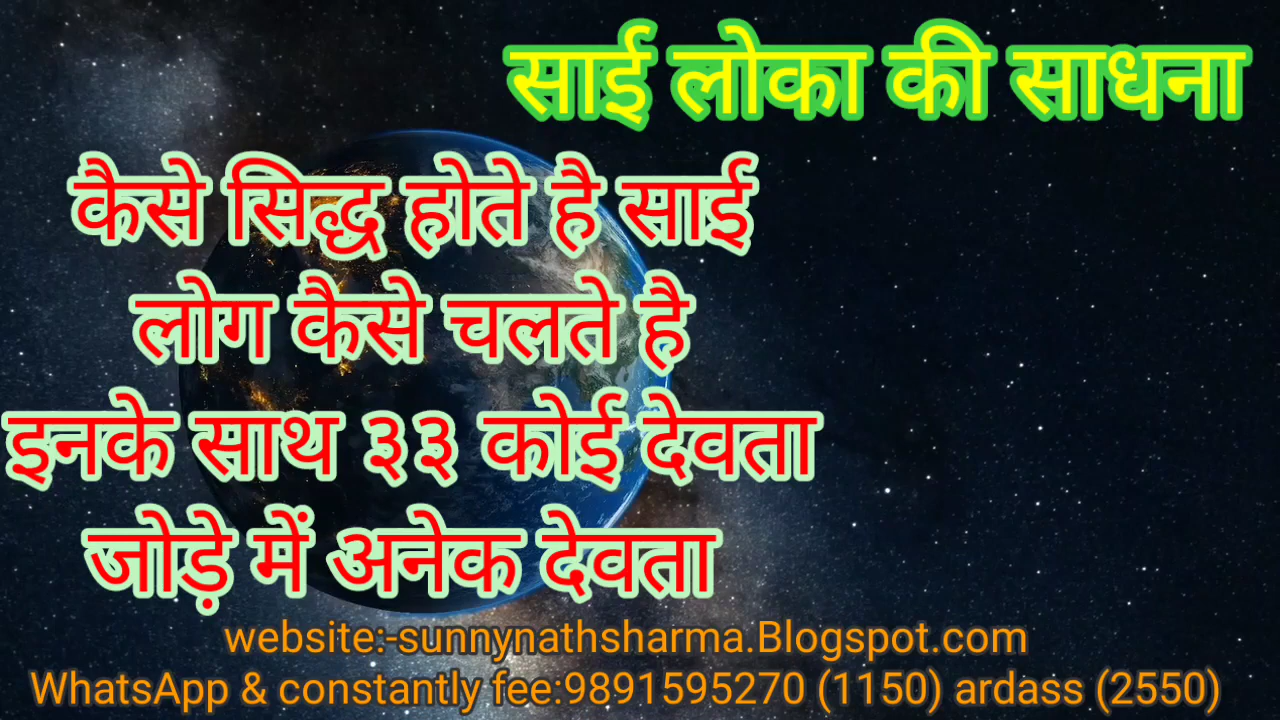 साई लोका की साधना
कैसे सिद्ध होते है साई
लोग कैसे चलते है
इनके साथ ३३ कोई देवता
जोड़े में अनेक देवता
website:-sunnynathsharma.Blogspot.com
WhatsApp & constantly fee:9891595270 (1150) ardass (2550)